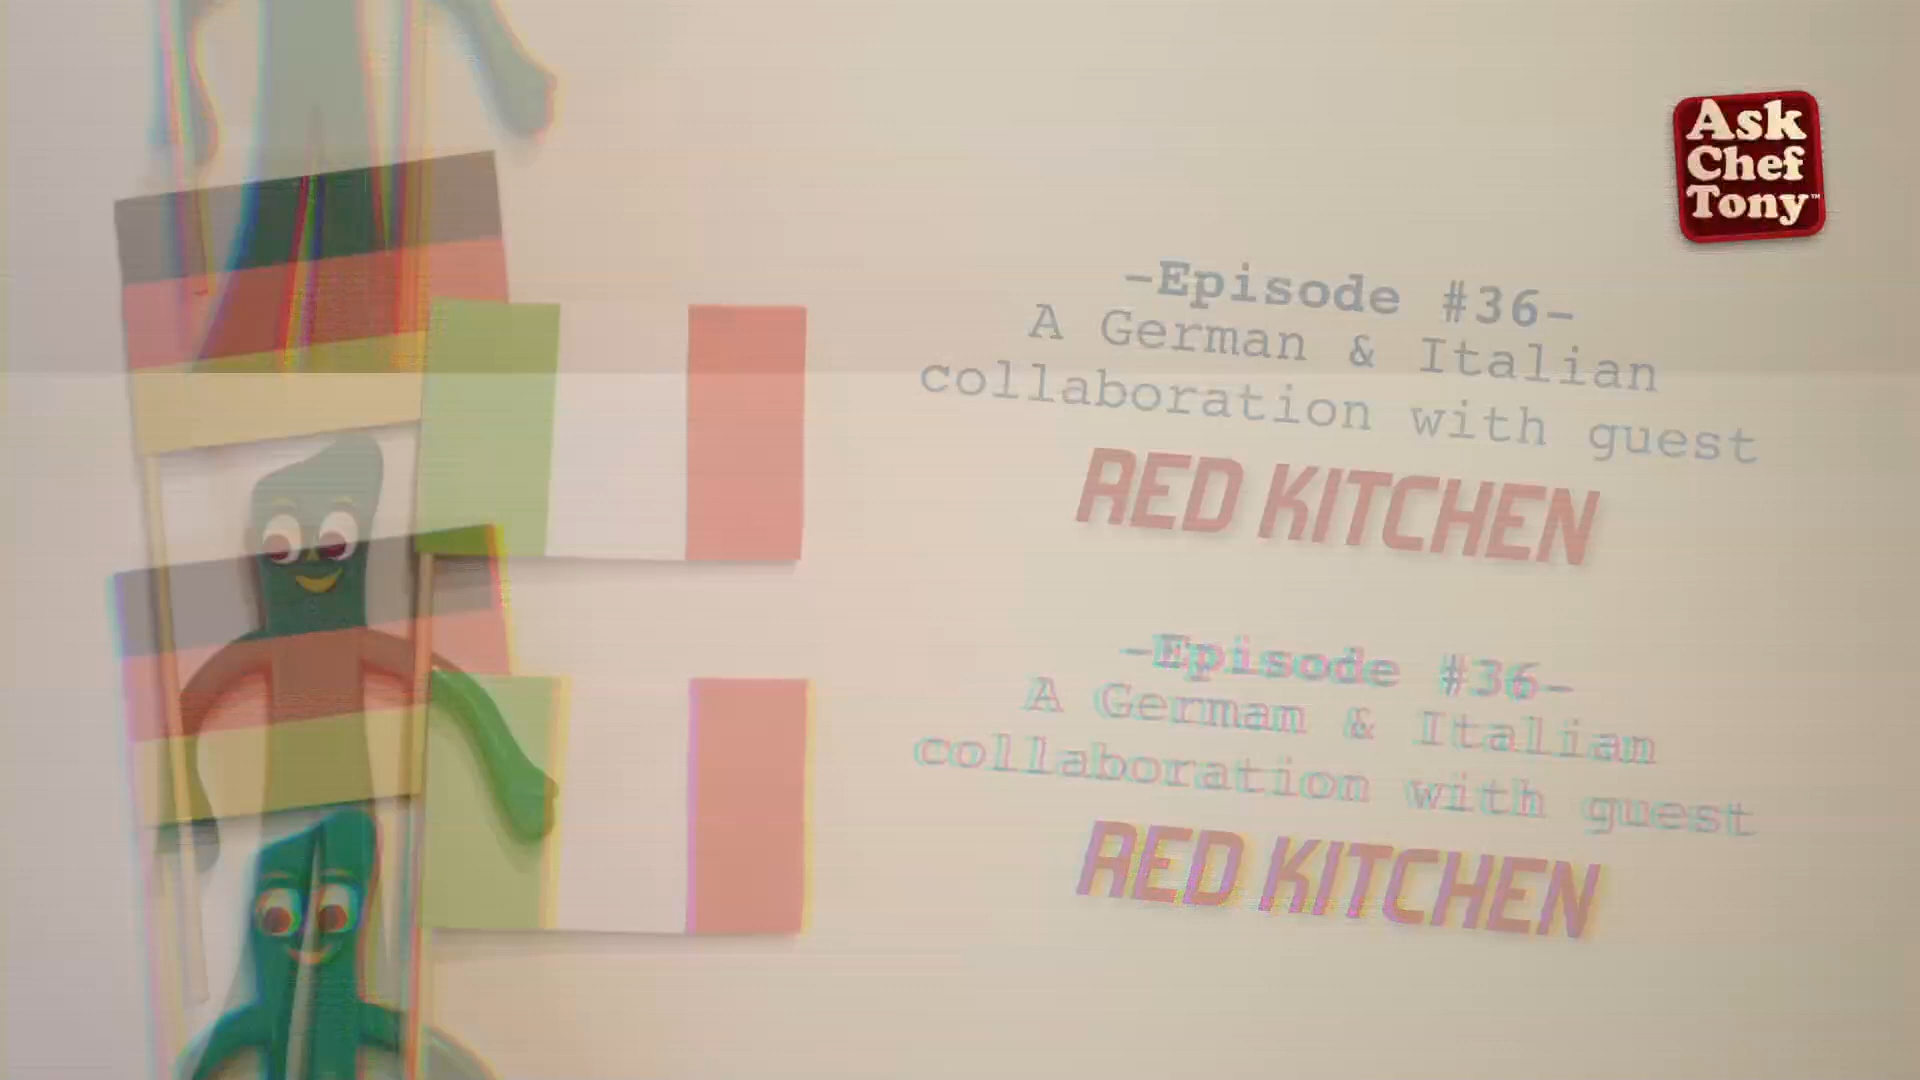 Ask
Chef
Tony™
-Episode #36-
A German & Italian
collaboration with guest
RED KITCHEN
-Episode #36-
A German & Italian
collaboration with guest
RED KITCHEN